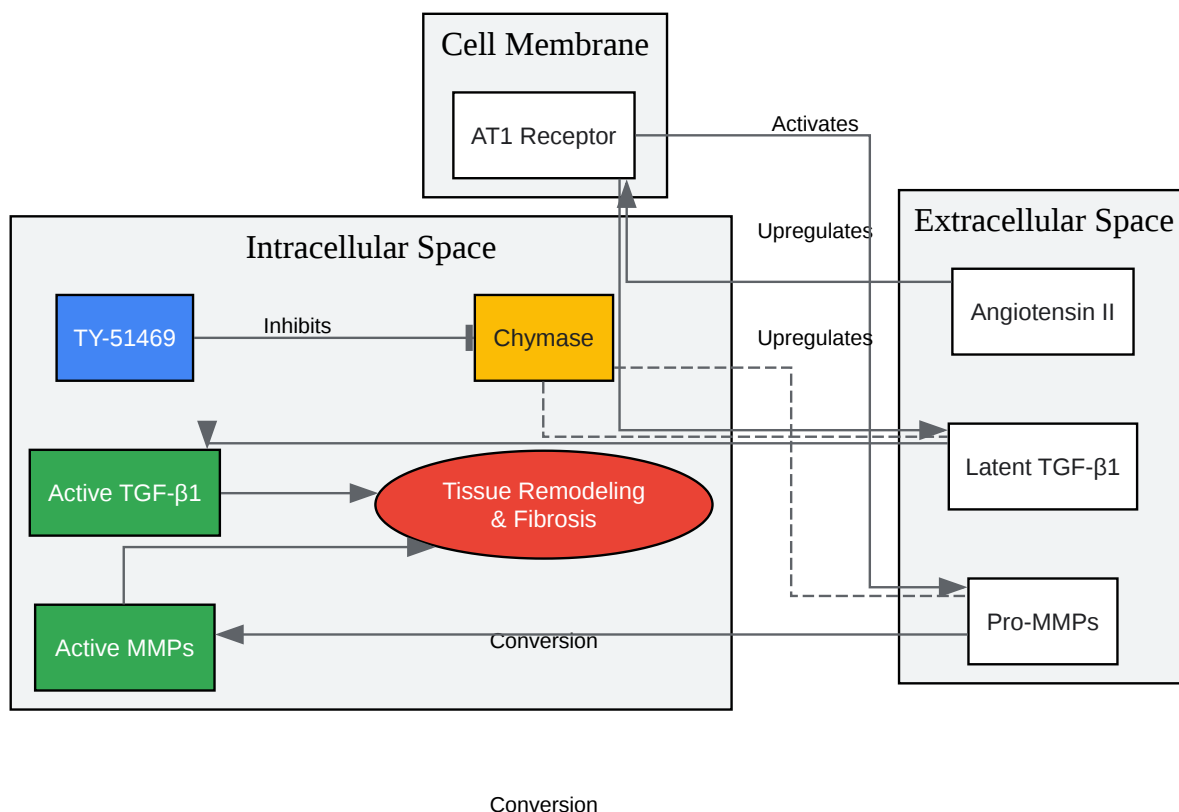 Cell Membrane
AT1 Receptor
Activates
Extracellular Space
Upregulates
Intracellular Space
Angiotensin II
TY-51469
Inhibits
Chymase
Upregulates
Latent TGF-β1
Active TGF-β1
Tissue Remodeling
& Fibrosis
Pro-MMPs
Active MMPs
Conversion
Conversion